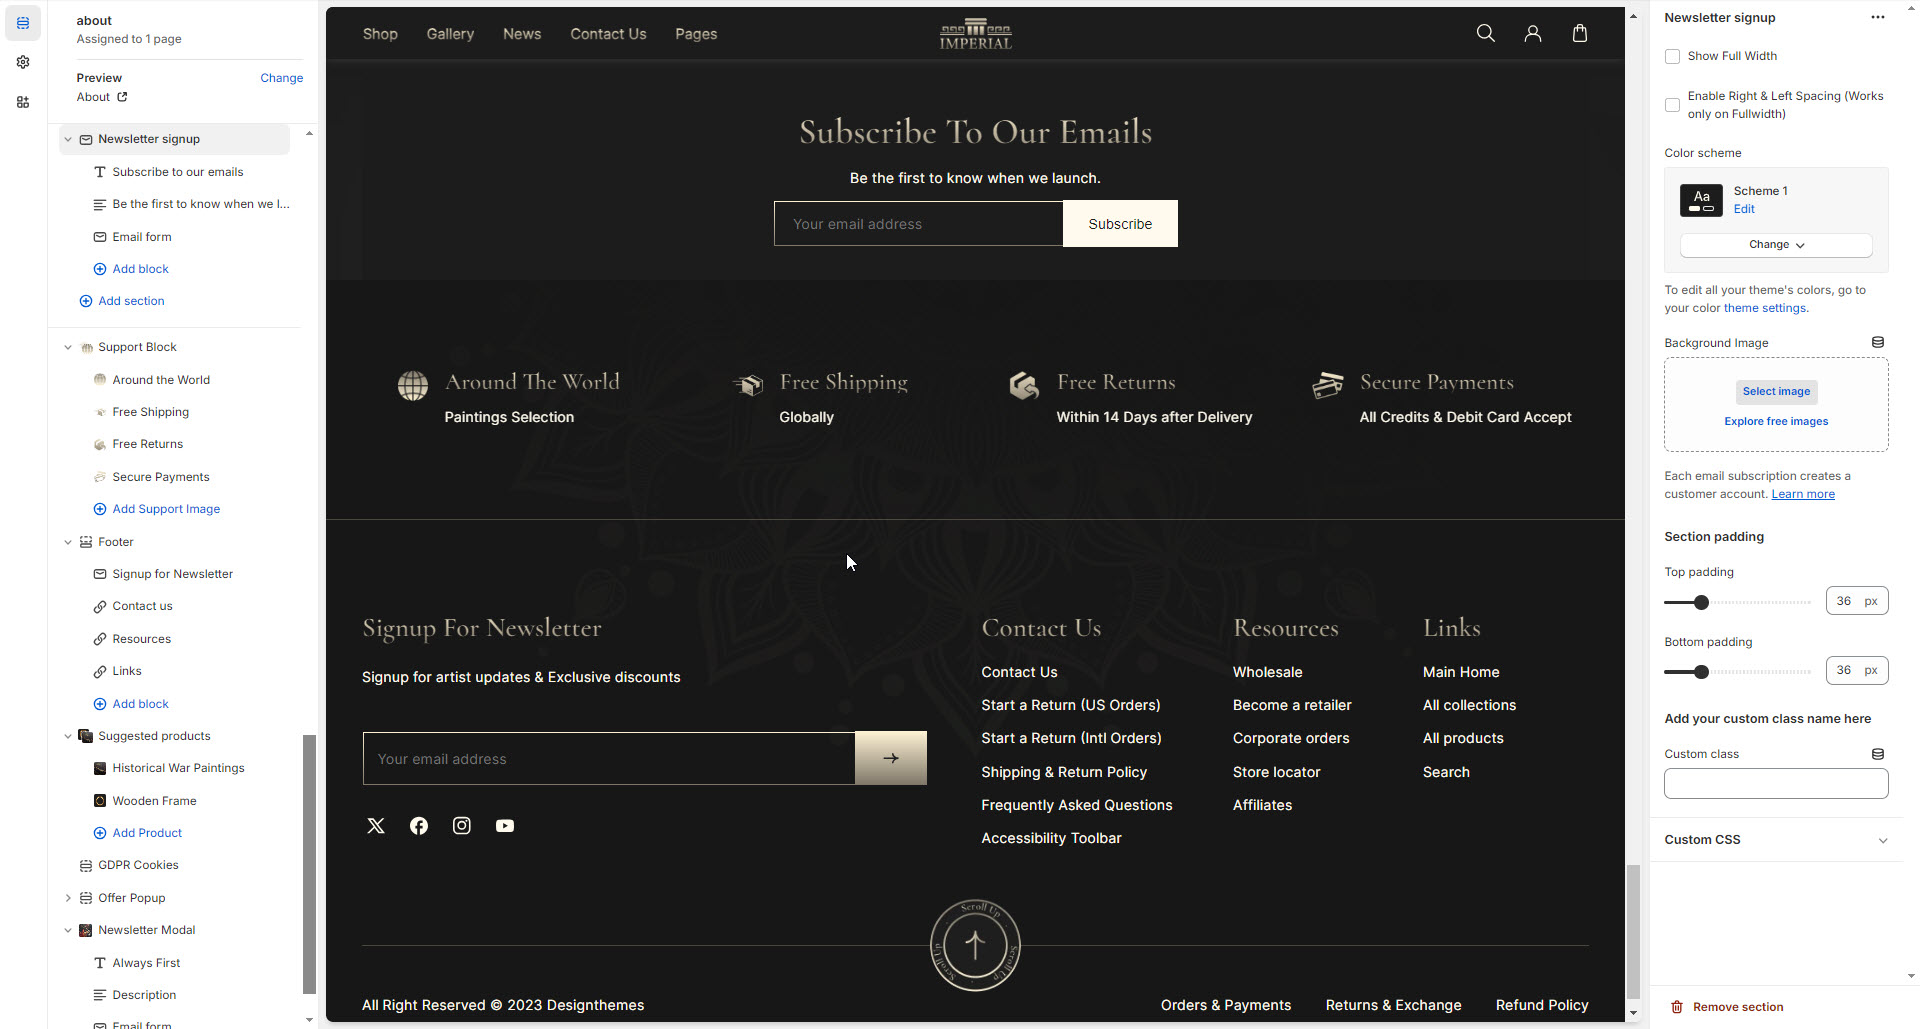 about
Assigned to 1 page
Preview
Change
About
Newsletter signup
Subscribe to our emails
Be the first to know when we l...
Email form
Add block
Add section
Support Block
Around the World
Free Shipping
Free Returns
Secure Payments
Add Support Image
Footer
Signup for Newsletter
Contact us
Resources
Links
Add block
Suggested products
Historical War Paintings
Wooden Frame
Add Product
GDPR Cookies
Offer Popup
Newsletter Modal
Always First
Description
Email form
Shop Gallery News Contact Us Pages
IMPERIAL
Subscribe To Our Emails
Be the first to know when we launch.
Your email address
Subscribe
Around The World
Paintings Selection
Free Shipping
Globally
Free Returns
Within 14 Days after Delivery
Secure Payments
All Credits & Debit Card Accept
Signup For Newsletter
Signup for artist updates & Exclusive discounts
Your email address
Contact Us
Contact Us
Start a Return (US Orders)
Start a Return (Intl Orders)
Shipping & Return Policy
Frequently Asked Questions
Accessibility Toolbar
Resources
Wholesale
Become a retailer
Corporate orders
Store locator
Affiliates
Links
Main Home
All collections
All products
Search
Scroll Up
Scroll Up
Scroll Up
All Right Reserved © 2023 Designthemes
Orders & Payments Returns & Exchange Refund Policy
Newsletter signup
Show Full Width
Enable Right & Left Spacing (Works
only on Fullwidth)
Color scheme
Aa
Scheme 1
Edit
Change
To edit all your theme's colors, go to
your color theme settings.
Background Image
Select image
Explore free images
Each email subscription creates a
customer account. Learn more
Section padding
Top padding
36 px
Bottom padding
36 px
Add your custom class name here
Custom class
Custom CSS
Remove section